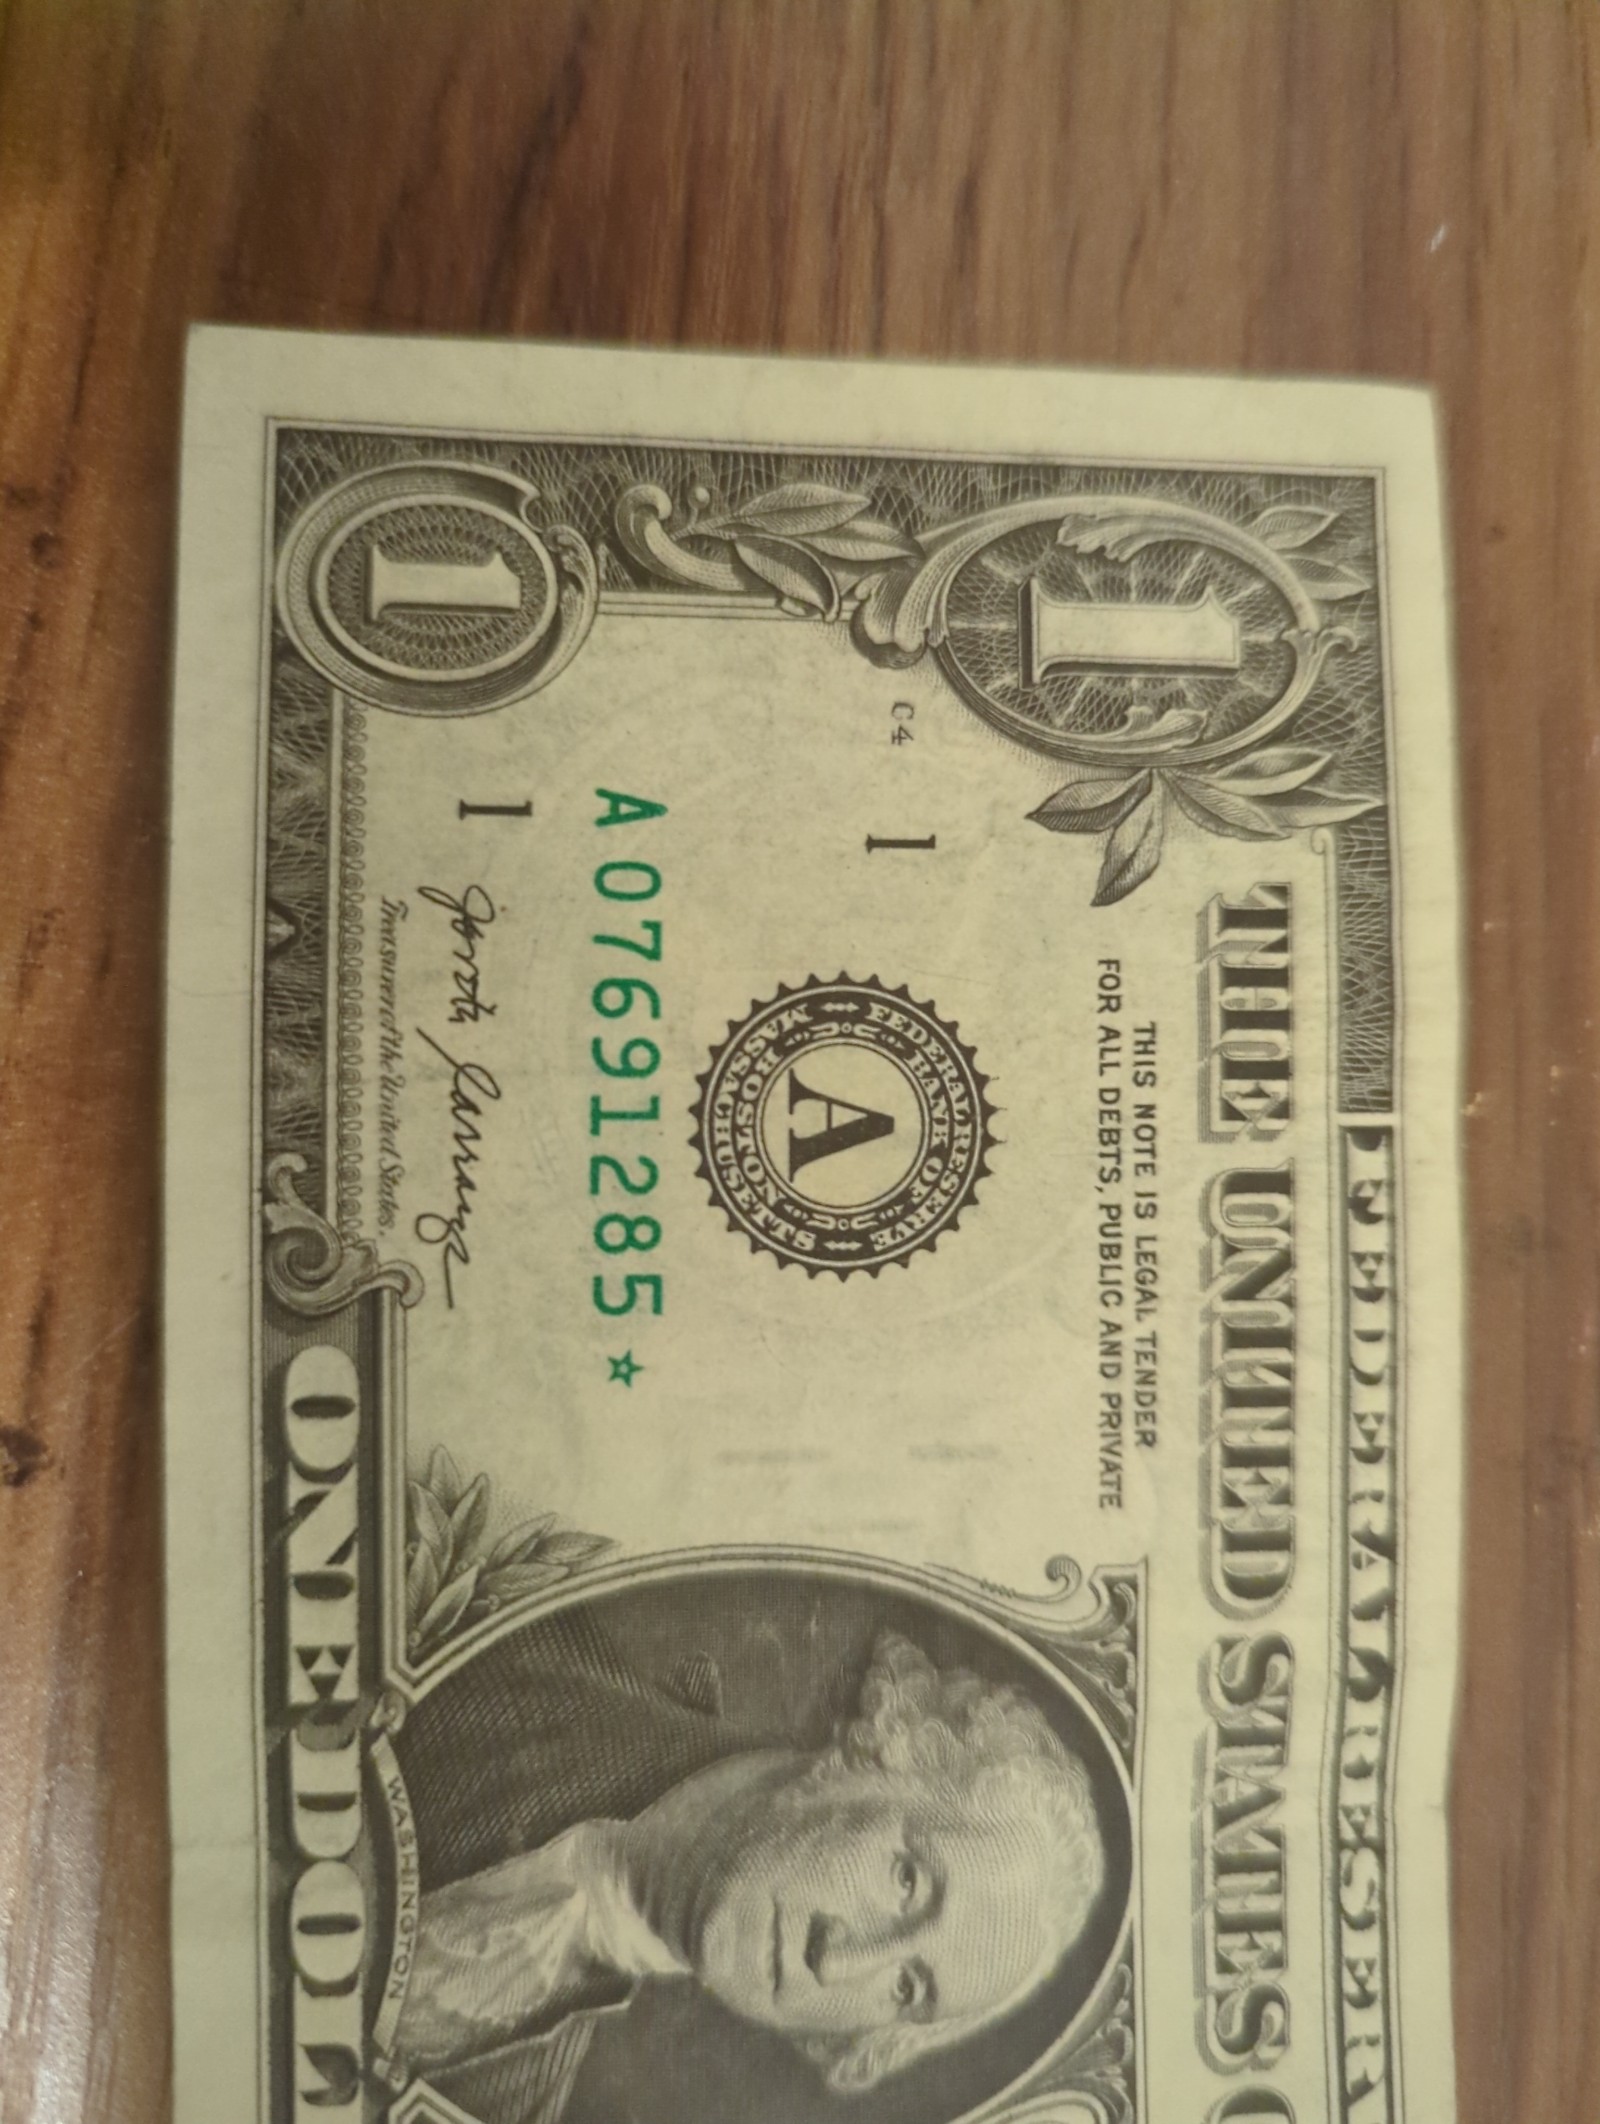 FEDERAL RESER
THE UNITED STATES O
1
THIS NOTE IS LEGAL TENDER
FOR ALL DEBTS, PUBLIC AND PRIVATE
C4
1
FEDERAL RESERVE BANK OF
BOSTON
MASSACHUSETTS
A
A 07691285 ☆
1
Treasurer of the United States.
1
WASHINGTON
ONE DOL